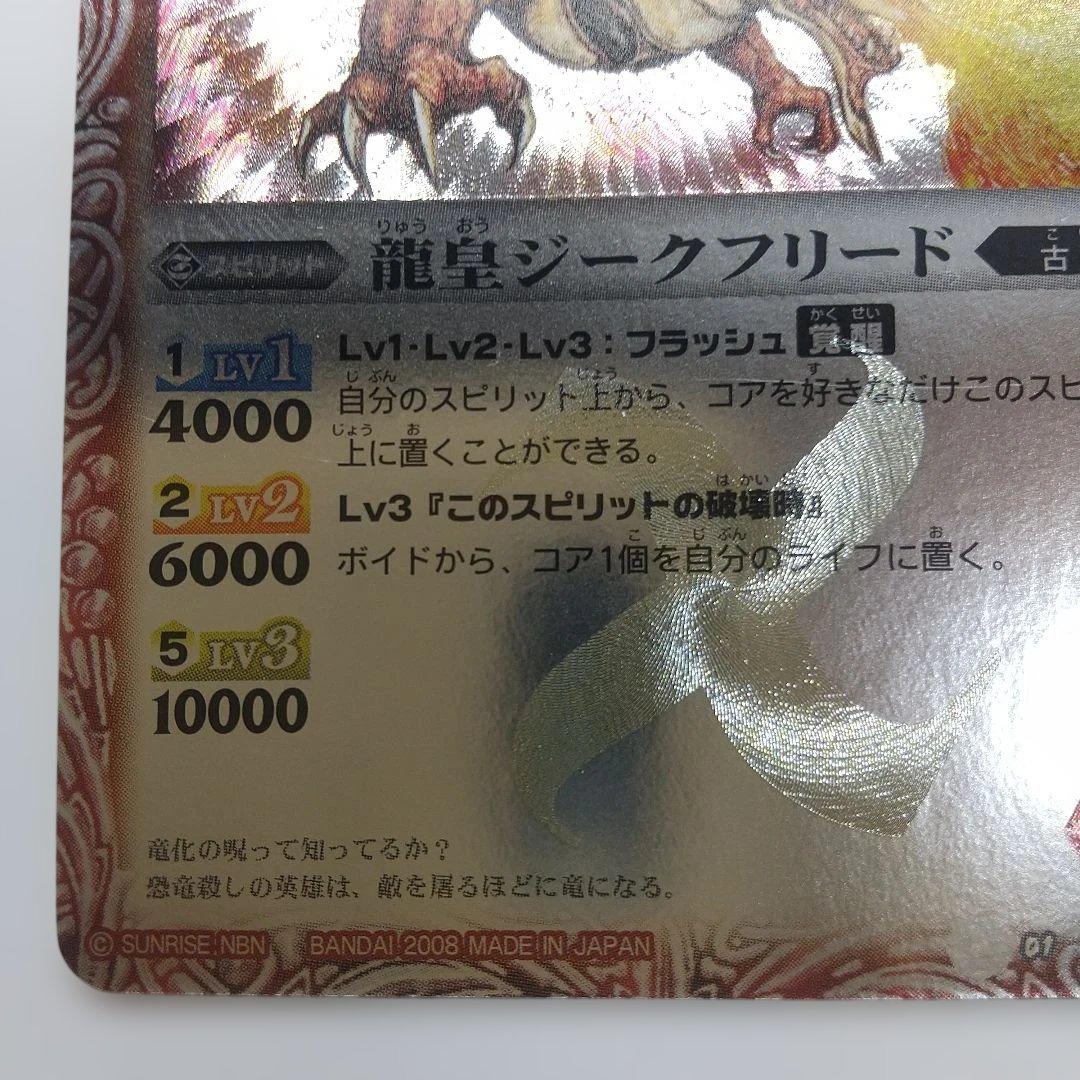 スピリット 龍皇ジークフリード 古
1 LV1
4000
2 LV2
6000
5 LV3
10000
Lv1・Lv2・Lv3：フラッシュ 覚醒
自分のスピリット上から、コアを好きなだけこのスピ
上に置くことができる。
Lv3『このスピリットの破壊時』
ボイドから、コア1個を自分のライフに置く。
竜化の呪って知ってるか？
恐竜殺しの英雄は、敵を屠るほどに竜になる。
© SUNRISE,NBN BANDAI 2008 MADE IN JAPAN 01